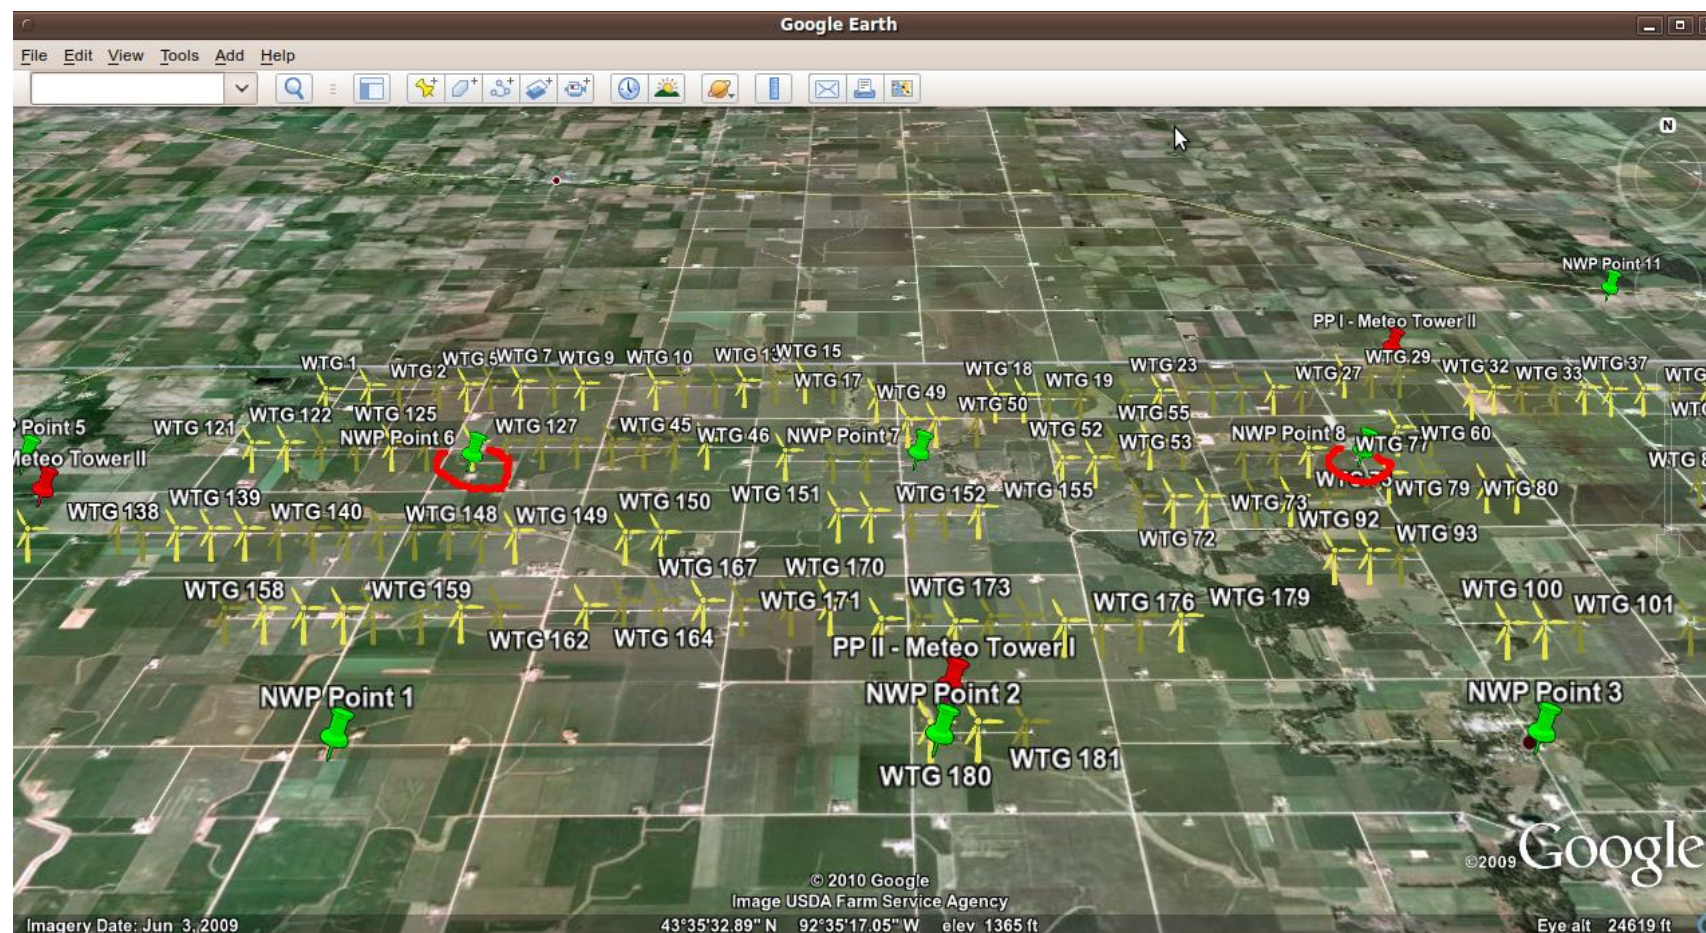 Google Earth
File Edit View Tools Add Help
N
NWP Point 11
PP I - Meteo Tower II
WTG 1 WTG 2 WTG 5 WTG 7 WTG 9 WTG 10 WTG 13 WTG 15 WTG 29
WTG 17 WTG 18 WTG 19 WTG 23 WTG 27 WTG 32 WTG 33 WTG 37 WTG
WTG 122 WTG 125 WTG 49 WTG 50 WTG 55
Point 5 WTG 121 NWP Point 6 WTG 127 WTG 45 WTG 46 NWP Point 7 WTG 52 WTG 53 NWP Point 8 WTG 77 WTG 60
Meteo Tower II WTG 8
WTG 138 WTG 139 WTG 140 WTG 148 WTG 149 WTG 150 WTG 151 WTG 152 WTG 155 WTG 73 WTG 79 WTG 80
WTG 72 WTG 92 WTG 93
WTG 167 WTG 170
WTG 158 WTG 159 WTG 171 WTG 173 WTG 176 WTG 179 WTG 100 WTG 101
WTG 162 WTG 164
PP II - Meteo Tower I
NWP Point 1 NWP Point 2 NWP Point 3
WTG 180 WTG 181
©2009 Google
© 2010 Google
Image USDA Farm Service Agency
Imagery Date: Jun 3, 2009 43°35'32.89" N 92°35'17.05" W elev 1365 ft Eye alt 24619 ft